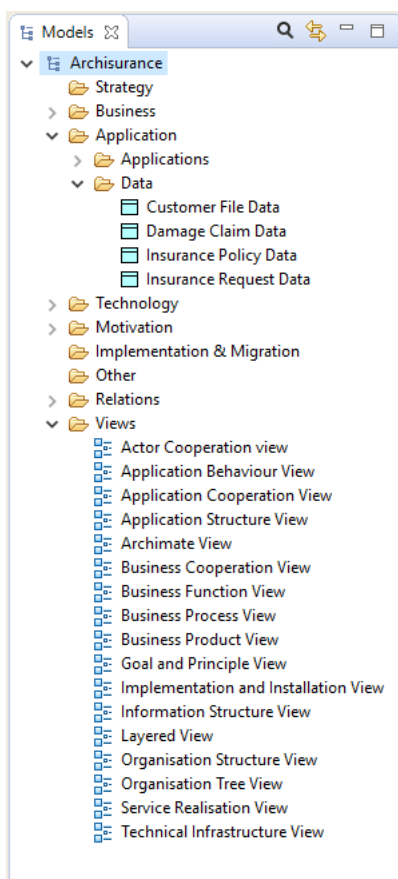 Models
Archisurance
Strategy
Business
Application
Applications
Data
Customer File Data
Damage Claim Data
Insurance Policy Data
Insurance Request Data
Technology
Motivation
Implementation & Migration
Other
Relations
Views
Actor Cooperation view
Application Behaviour View
Application Cooperation View
Application Structure View
Archimate View
Business Cooperation View
Business Function View
Business Process View
Business Product View
Goal and Principle View
Implementation and Installation View
Information Structure View
Layered View
Organisation Structure View
Organisation Tree View
Service Realisation View
Technical Infrastructure View